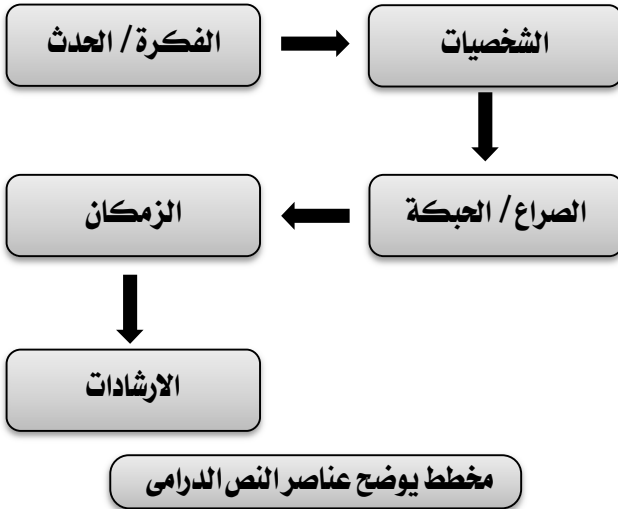 الفكرة / الحدث
الشخصيات
الصراع / الحبكة
الزمكان
الارشادات
مخطط يوضح عناصر النص الدرامى